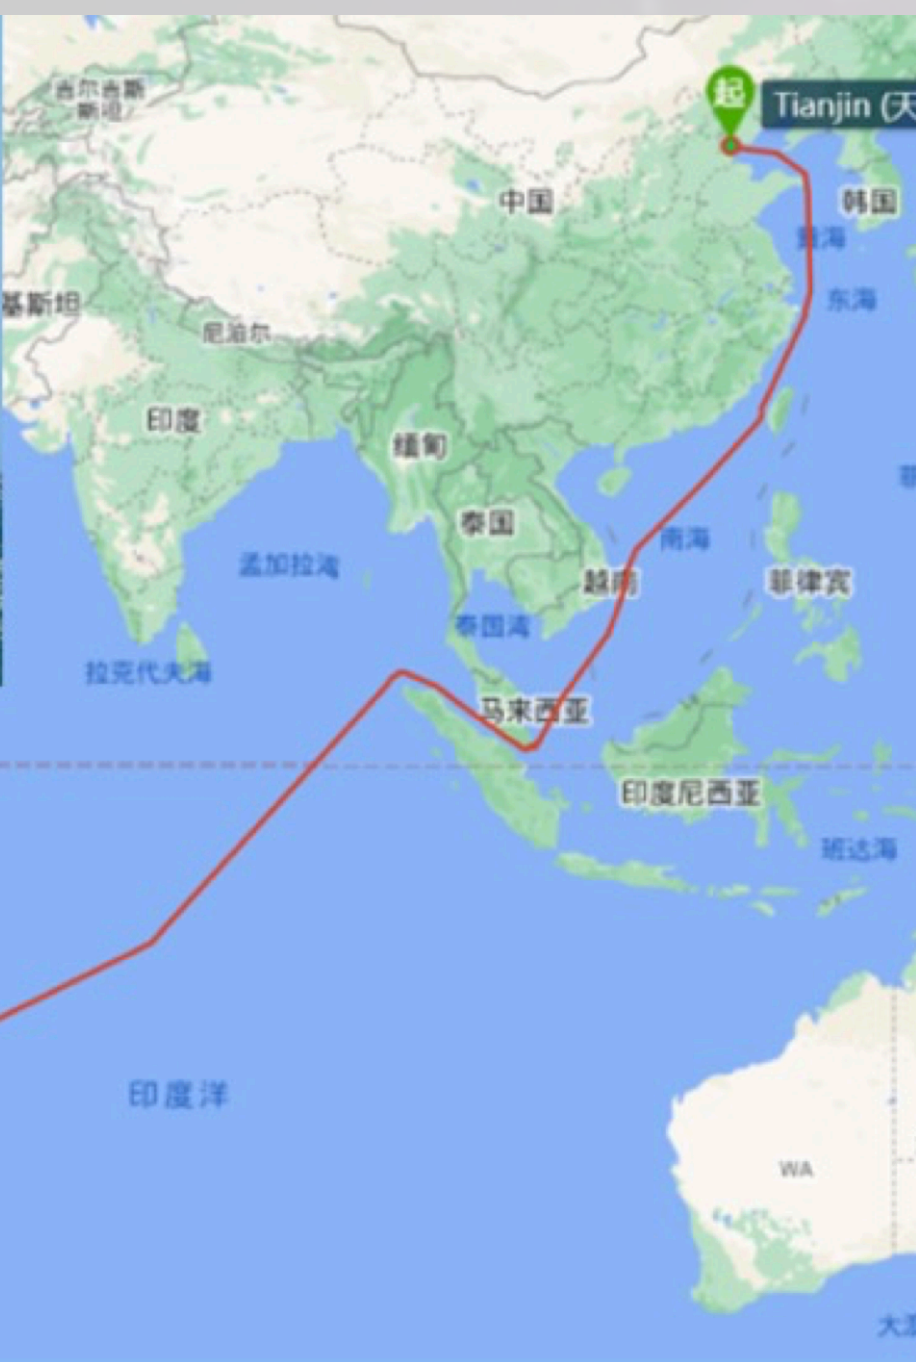 吉尔吉斯
斯坦
起
Tianjin (天
中国
韩国
黄海
基斯坦
东海
尼泊尔
印度
缅甸
菲
泰国
南海
孟加拉湾
越南
菲律宾
泰国湾
拉克代夫海
马来西亚
印度尼西亚
班达海
印度洋
WA
大澳